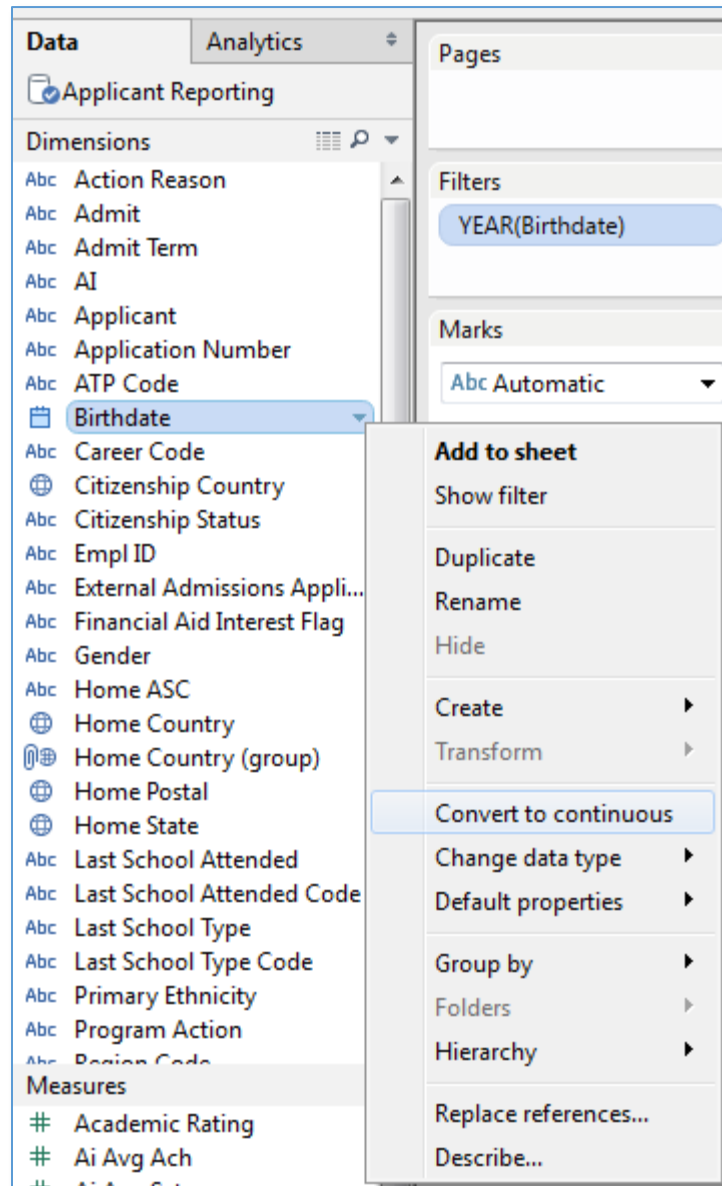 Data
Analytics
Applicant Reporting
Dimensions
Abc Action Reason
Abc Admit
Abc Admit Term
Abc AI
Abc Applicant
Abc Application Number
Abc ATP Code
Birthdate
Abc Career Code
Citizenship Country
Abc Citizenship Status
Abc Empl ID
Abc External Admissions Appli...
Abc Financial Aid Interest Flag
Abc Gender
Abc Home ASC
Home Country
Home Country (group)
Home Postal
Home State
Abc Last School Attended
Abc Last School Attended Code
Abc Last School Type
Abc Last School Type Code
Abc Primary Ethnicity
Abc Program Action
Abc Region Code
Measures
# Academic Rating
# Ai Avg Ach
Pages
Filters
YEAR(Birthdate)
Marks
Abc Automatic
Add to sheet
Show filter
Duplicate
Rename
Hide
Create
Transform
Convert to continuous
Change data type
Default properties
Group by
Folders
Hierarchy
Replace references...
Describe...